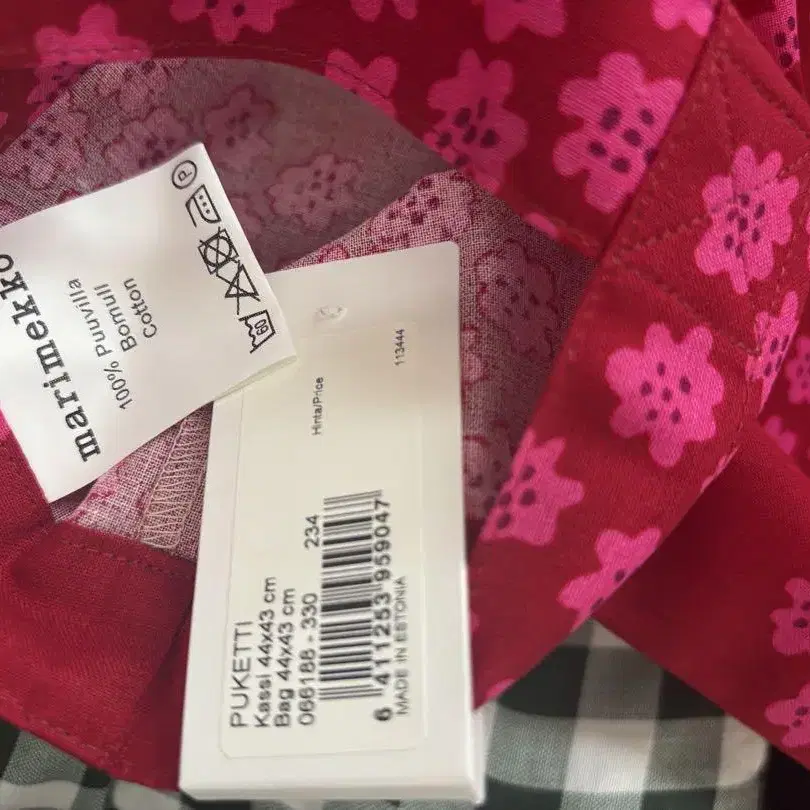 marimekko
100% Puuvilla
Bomull
Cotton
60
P
113444
Hinta/Price
PUKETTI
Kassi 44x43 cm
Bag 44x43 cm
066188 - 330 234
6 411253 959047
MADE IN ESTONIA